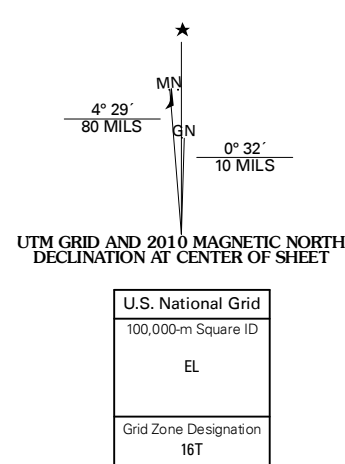 MN
4° 29´
80 MILS
GN
0° 32´
10 MILS
UTM GRID AND 2010 MAGNETIC NORTH
DECLINATION AT CENTER OF SHEET
U.S. National Grid
100,000-m Square ID
EL
Grid Zone Designation
16T